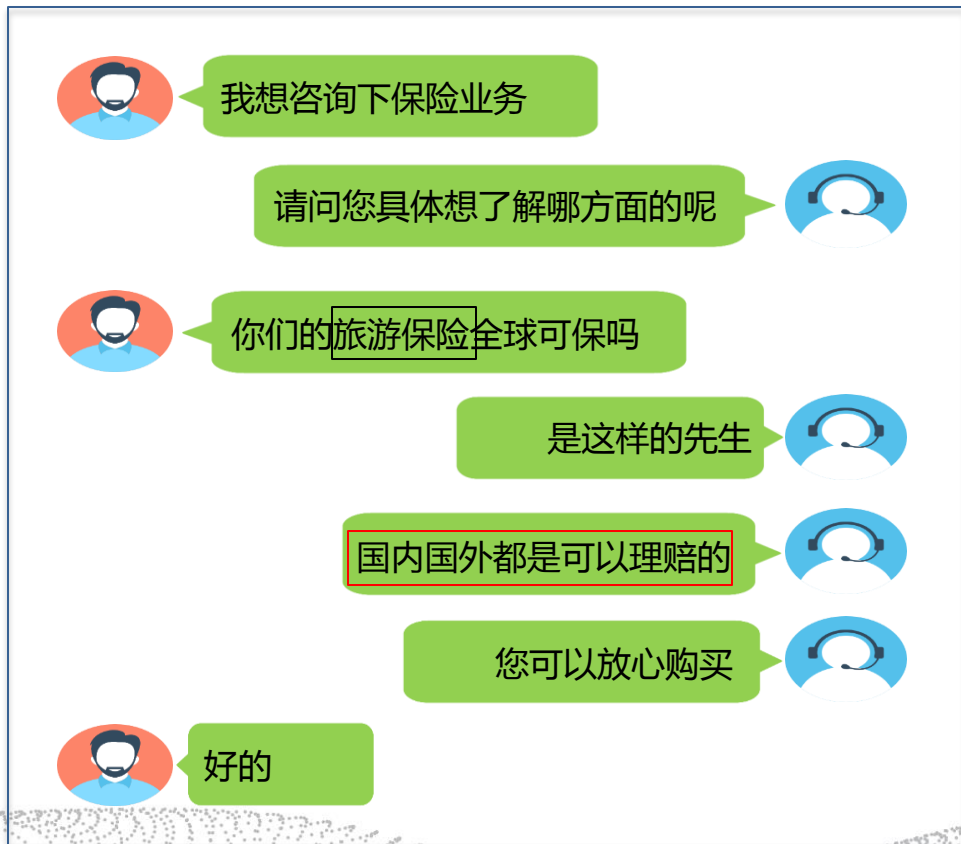 我想咨询下保险业务
请问您具体想了解哪方面的呢
你们的旅游保险全球可保吗
是这样的先生
国内国外都是可以理赔的
您可以放心购买
好的